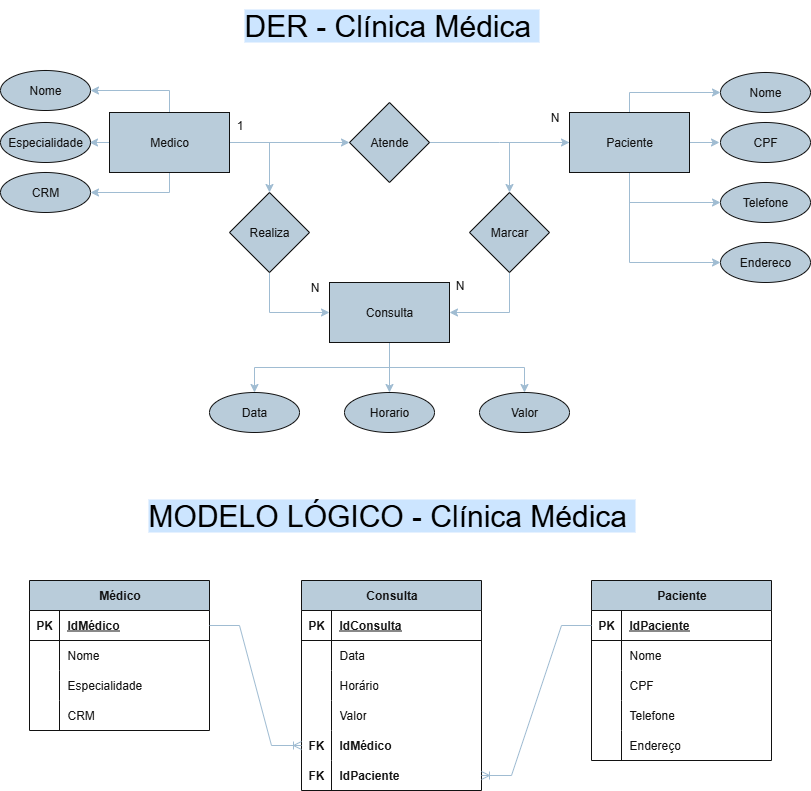 DER - Clínica Médica
Nome
Especialidade
CRM
Medico
1
Atende
N
Paciente
Nome
CPF
Telefone
Endereco
Realiza
Marcar
N
Consulta
N
Data
Horario
Valor
MODELO LÓGICO - Clínica Médica
Médico
PK IdMédico
Nome
Especialidade
CRM
Consulta
PK IdConsulta
Data
Horário
Valor
FK IdMédico
FK IdPaciente
Paciente
PK IdPaciente
Nome
CPF
Telefone
Endereço